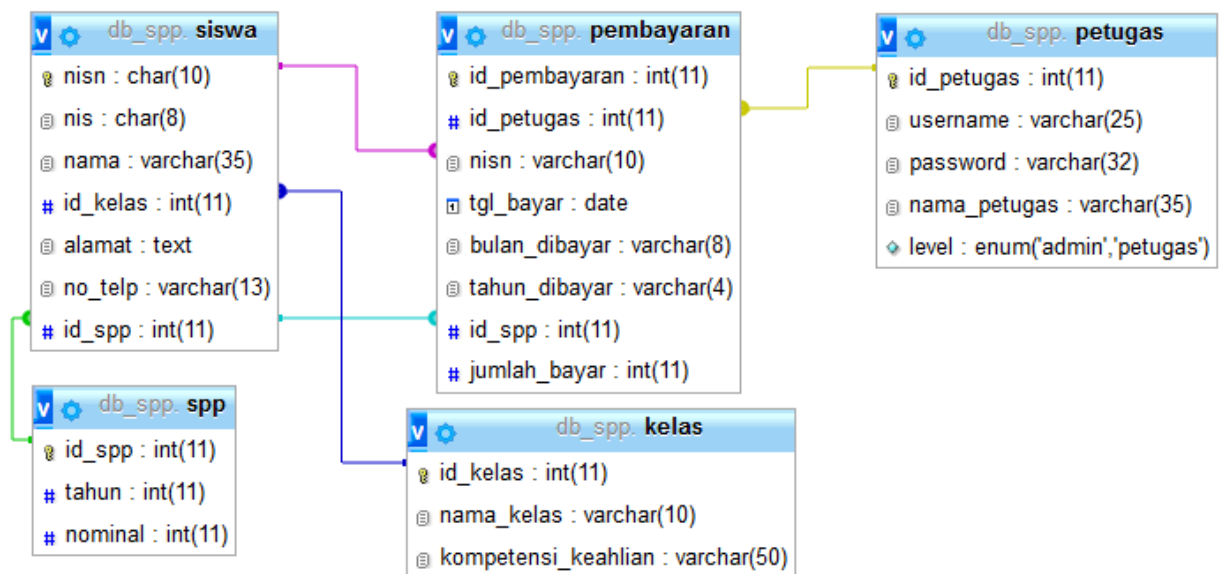 db_spp. siswa
nisn : char(10)
nis : char(8)
nama : varchar(35)
id_kelas : int(11)
alamat : text
no_telp : varchar(13)
id_spp : int(11)
db_spp. pembayaran
id_pembayaran : int(11)
id_petugas : int(11)
nisn : varchar(10)
tgl_bayar : date
bulan_dibayar : varchar(8)
tahun_dibayar : varchar(4)
id_spp : int(11)
jumlah_bayar : int(11)
db_spp. petugas
id_petugas : int(11)
username : varchar(25)
password : varchar(32)
nama_petugas : varchar(35)
level : enum('admin','petugas')
db_spp. spp
id_spp : int(11)
tahun : int(11)
nominal : int(11)
db_spp. kelas
id_kelas : int(11)
nama_kelas : varchar(10)
kompetensi_keahlian : varchar(50)